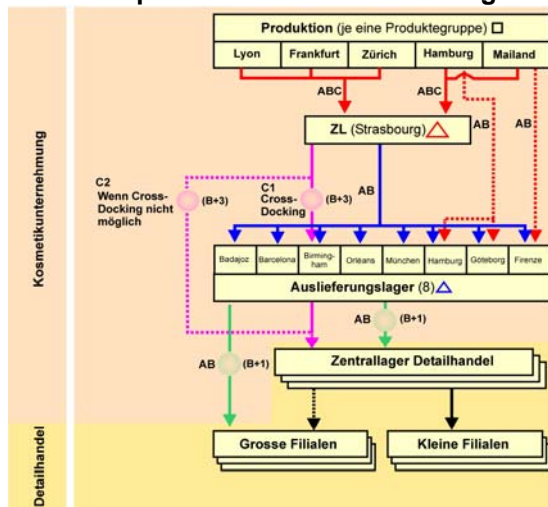 Produktion (je eine Produktegruppe)
Lyon Frankfurt Zürich Hamburg Mailand
ABC ABC AB AB
ZL (Strasbourg)
C2
Wenn Cross-
Docking nicht
möglich
(B+3)
C1
Cross-
Docking
(B+3)
AB
Badajoz Barcelona Birming-
ham Orléans München Hamburg Göteborg Firenze
Auslieferungslager (8)
AB (B+1)
AB (B+1)
Zentrallager Detailhandel
Grosse Filialen Kleine Filialen
Kosmetikunternehmung
Detailhandel